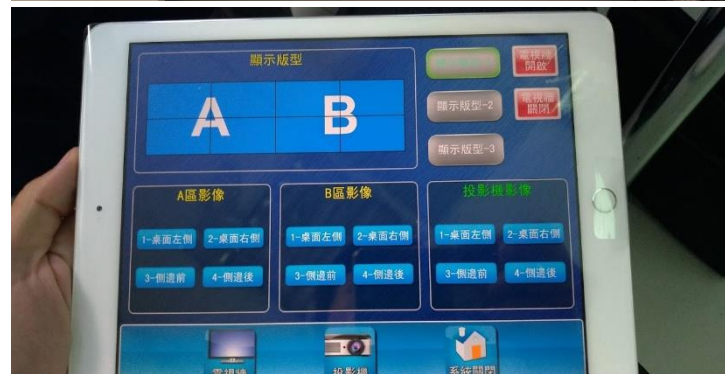 顯示版型
電視牆
開啟
A
B
顯示版型-2
電視牆
關閉
顯示版型-3
A區影像
B區影像
投影機影像
1-桌面左側
2-桌面右側
1-桌面左側
2-桌面右側
1-桌面左側
2-桌面右側
3-側邊前
4-側邊後
3-側邊前
4-側邊後
3-側邊前
4-側邊後
電視牆
投影機
系統關閉